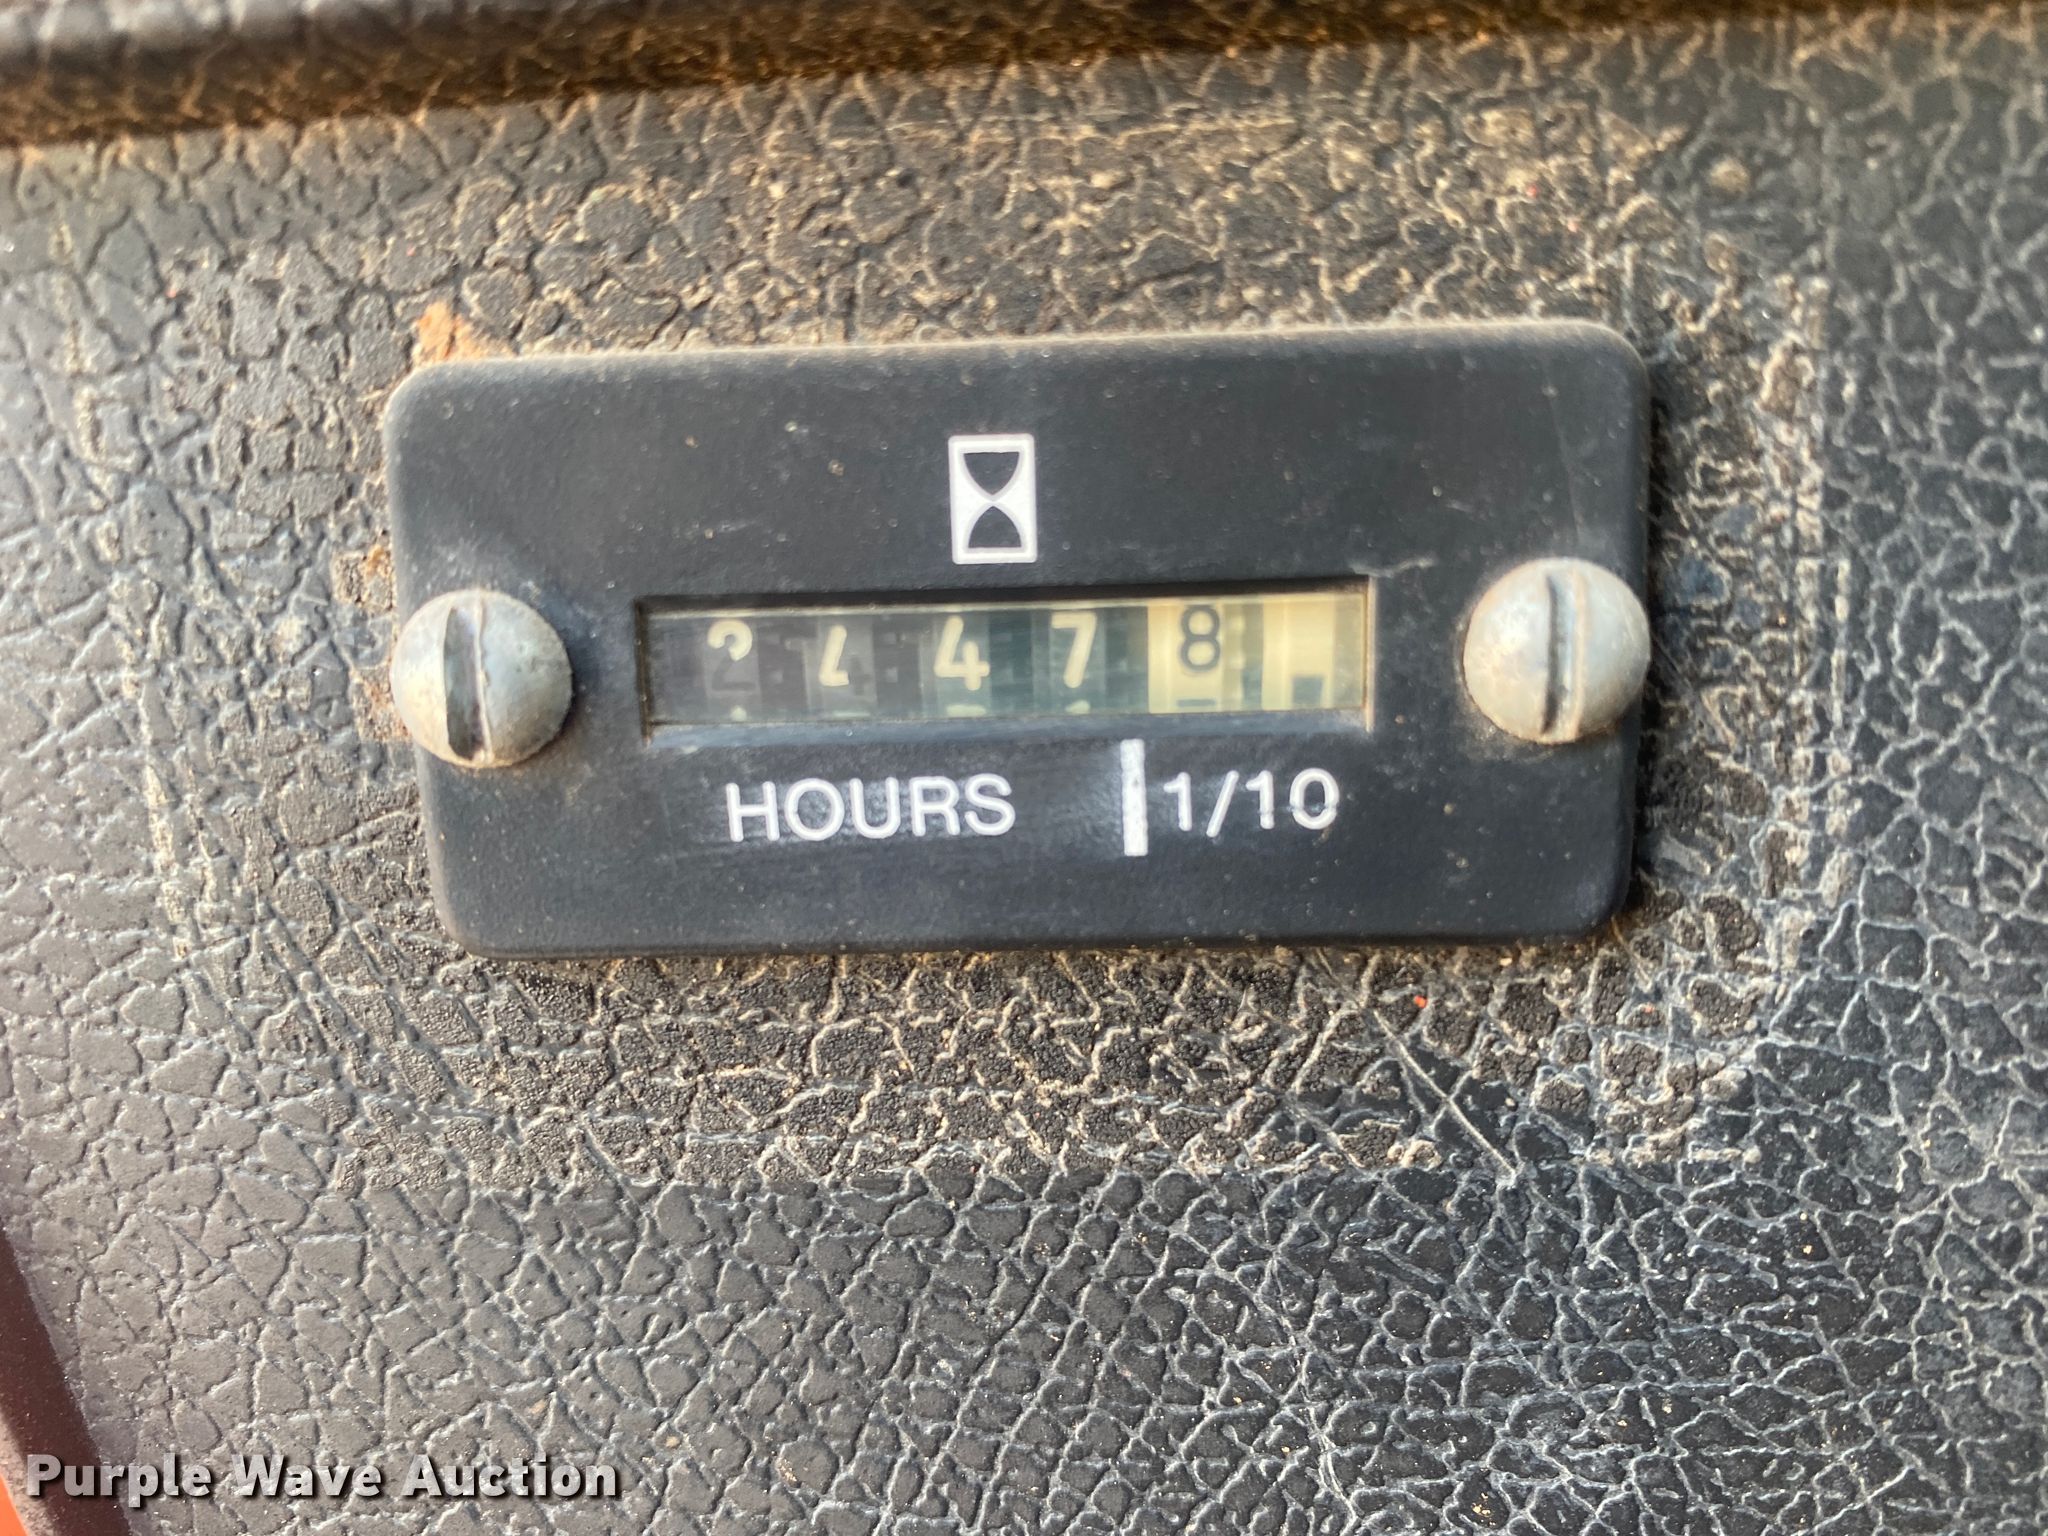 2 4 4 7 8
HOURS 1/10
Purple Wave Auction